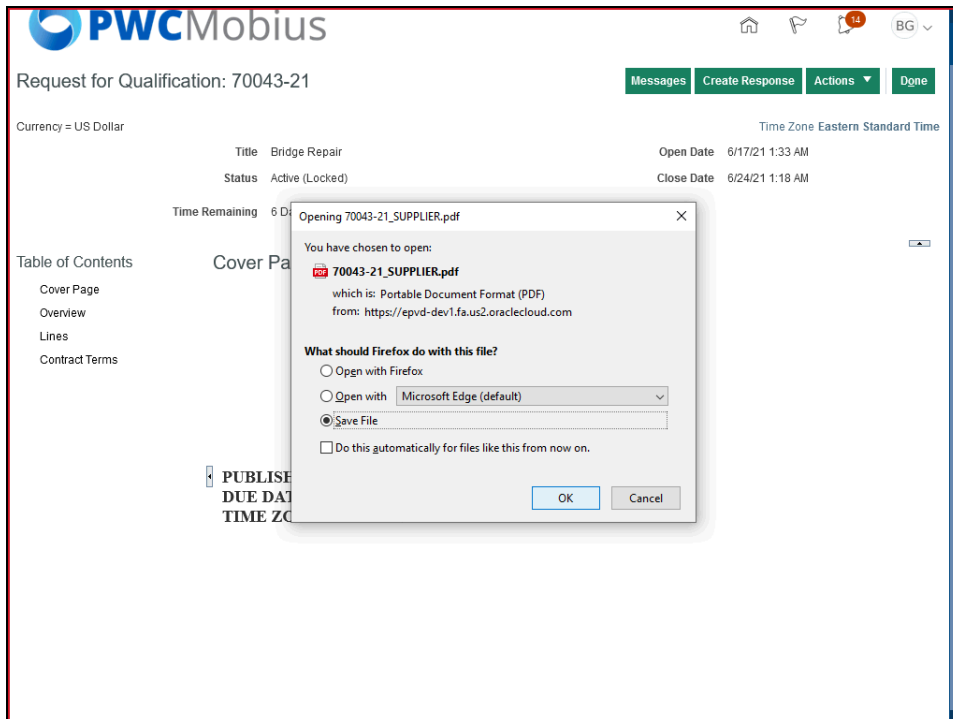 PWCMobius
14
BG
Request for Qualification: 70043-21
Messages Create Response Actions Done
Currency = US Dollar
Time Zone Eastern Standard Time
Title Bridge Repair
Open Date 6/17/21 1:33 AM
Status Active (Locked)
Close Date 6/24/21 1:18 AM
Time Remaining 6 D
Opening 70043-21_SUPPLIER.pdf
You have chosen to open:
PDF 70043-21_SUPPLIER.pdf
which is: Portable Document Format (PDF)
from: https://epvd-dev1.fa.us2.oraclecloud.com
What should Firefox do with this file?
Open with Firefox
Open with Microsoft Edge (default)
Save File
Do this automatically for files like this from now on.
OK Cancel
Table of Contents
Cover Page
Overview
Lines
Contract Terms
Cover Pa
PUBLISH
DUE DAT
TIME ZO